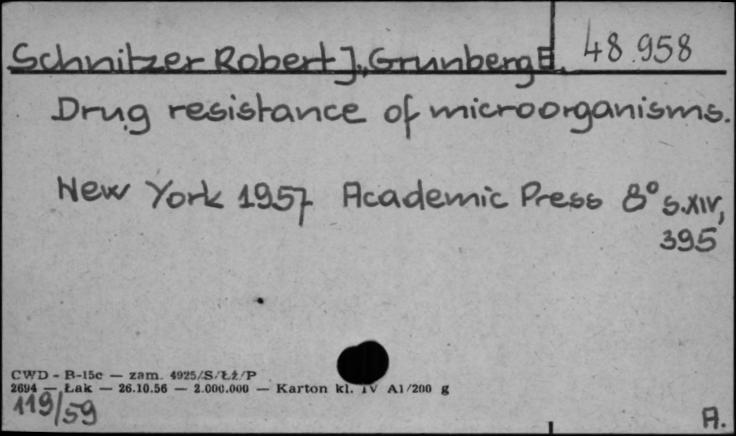 Schnitzer Robert J., Grunberg E. 48.958
Drug resistance of microorganisms.
New York 1957 Academic Press 8° s.XIV,
395
CWD - B-15c — zam. 4925/S/Łż/P
2694 — Łak — 26.10.56 — 2.000.000 — Karton kl. IV A1/200 g
119/59
A.